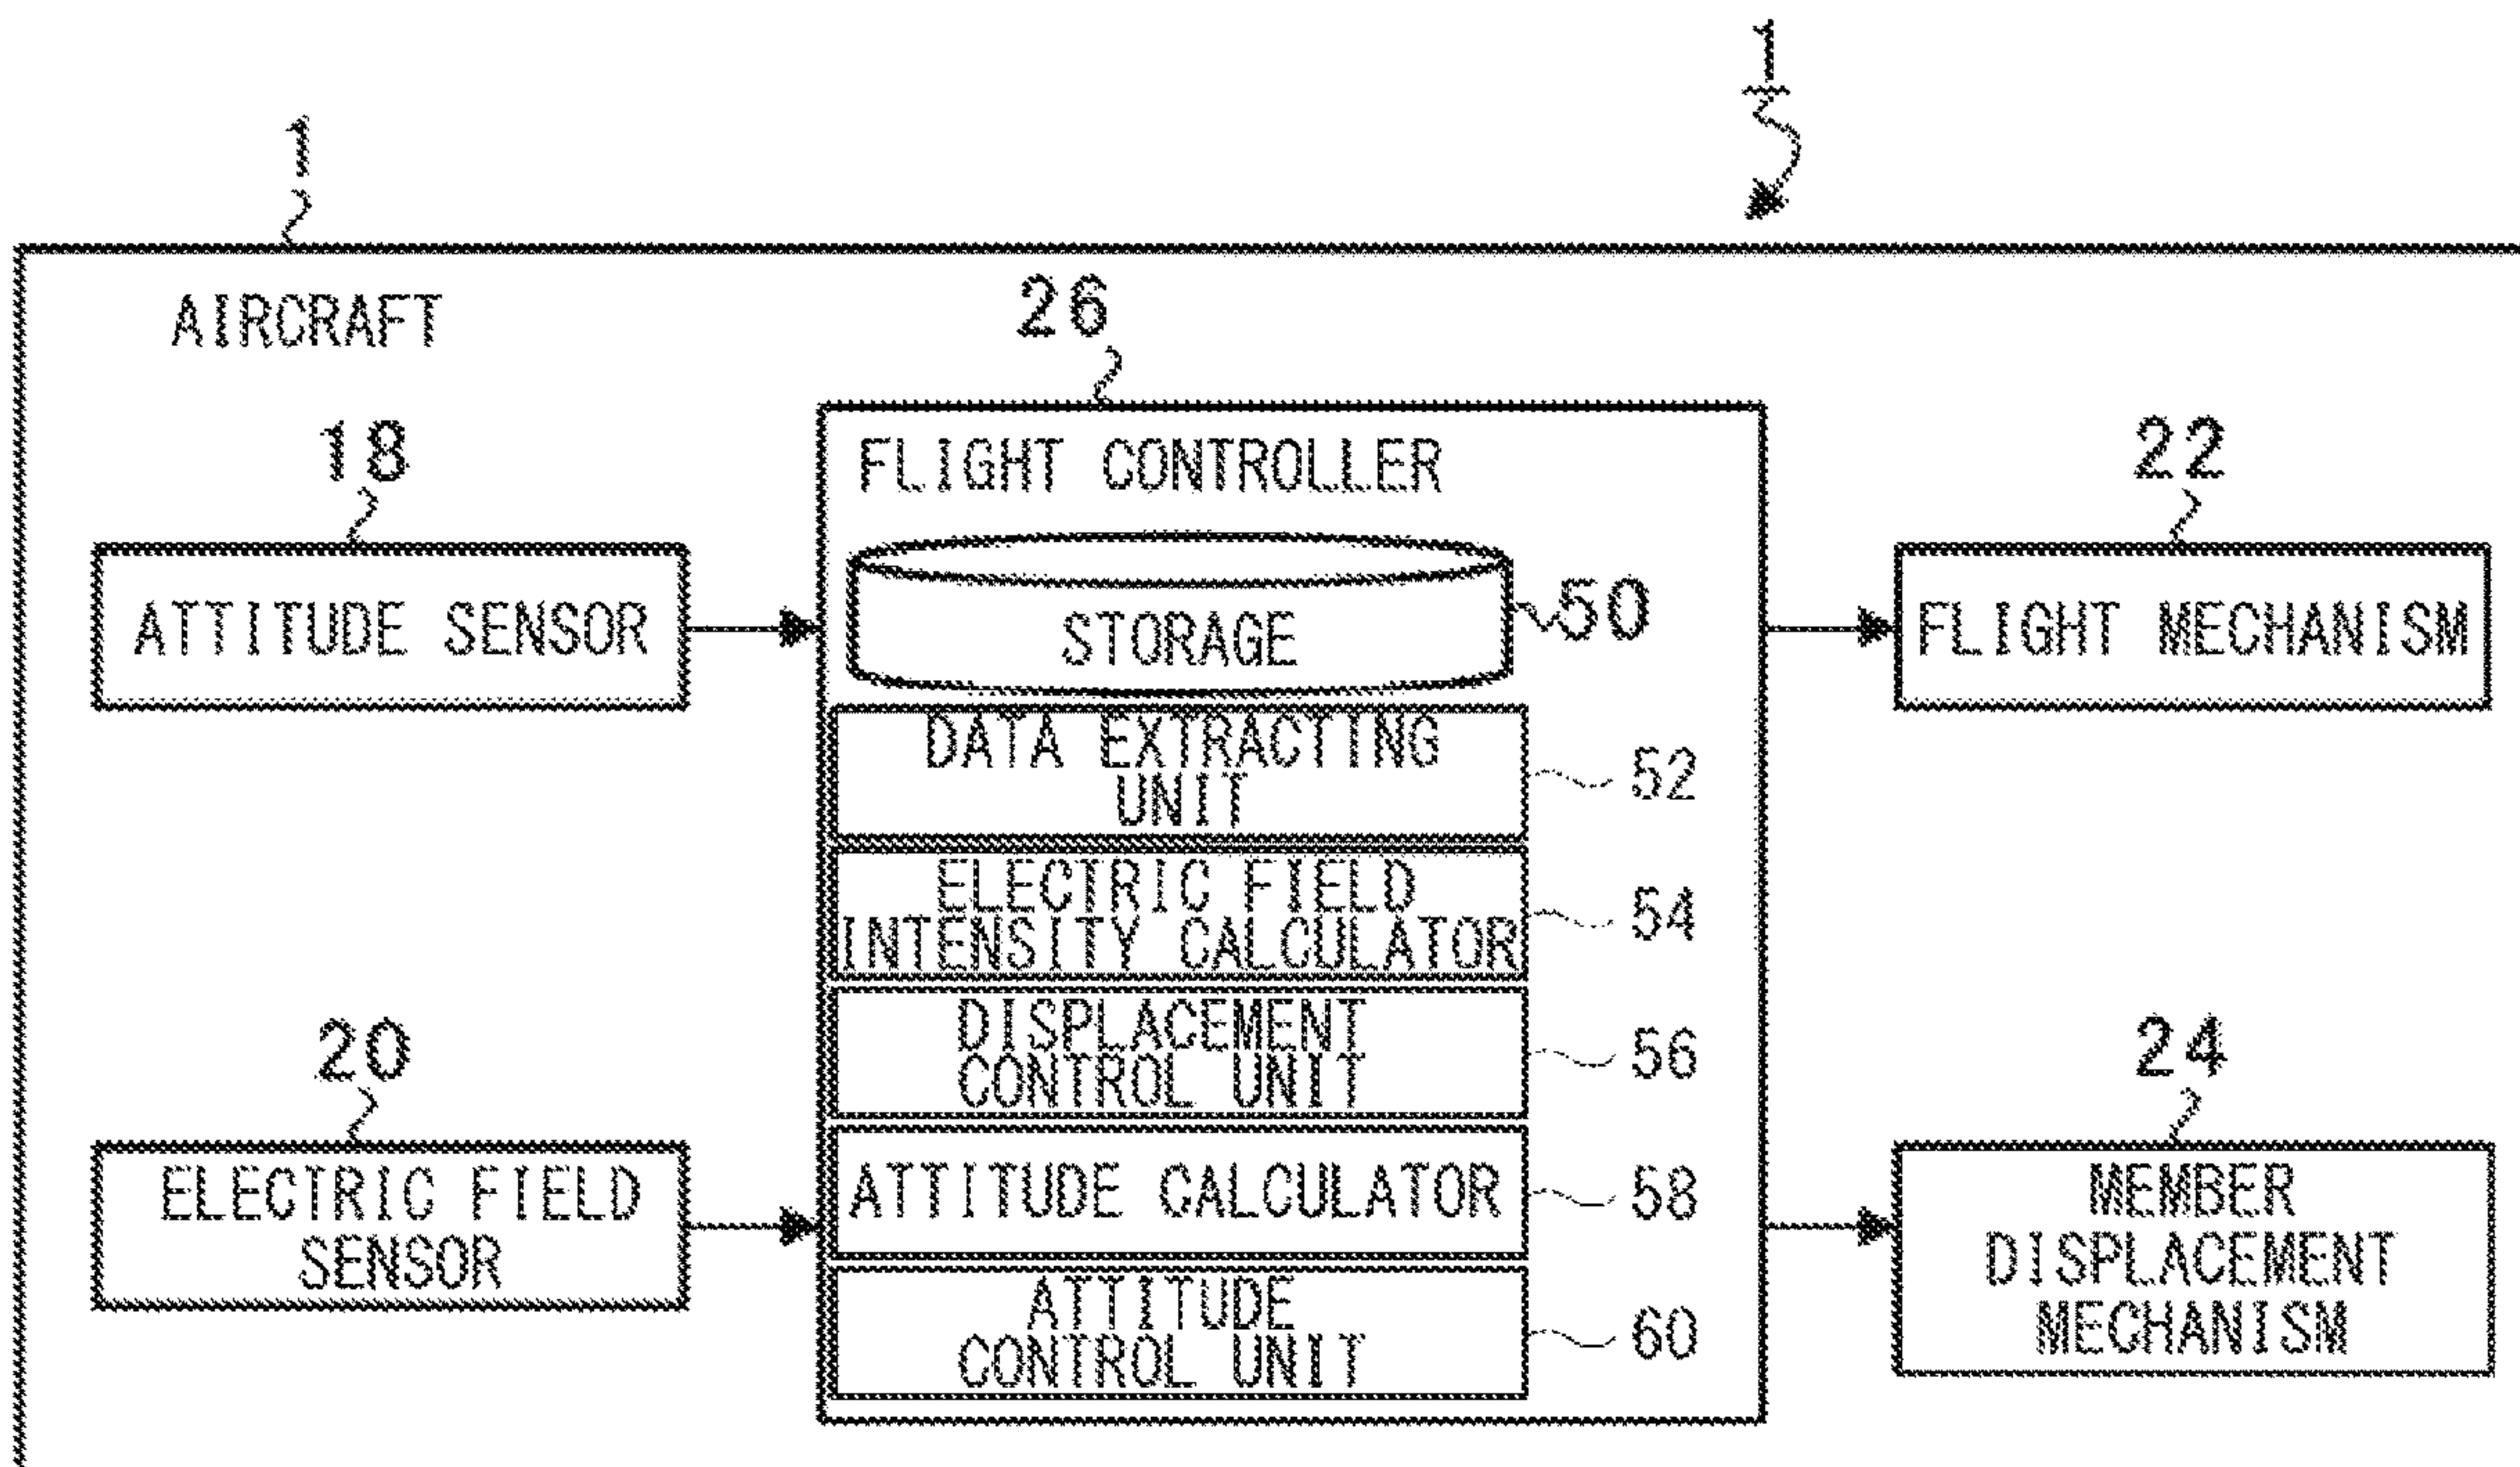 1
1
AIRCRAFT
26
18
FLIGHT CONTROLLER
22
ATTITUDE SENSOR
STORAGE
50
FLIGHT MECHANISM
DATA EXTRACTING
UNIT
52
ELECTRIC FIELD
INTENSITY CALCULATOR
54
DISPLACEMENT
CONTROL UNIT
56
20
24
ELECTRIC FIELD
SENSOR
ATTITUDE CALCULATOR
58
MEMBER
DISPLACEMENT
MECHANISM
ATTITUDE
CONTROL UNIT
60